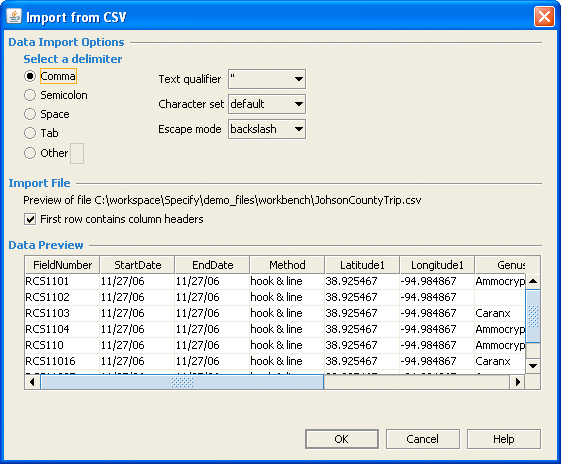 Import from CSV
Data Import Options
Select a delimiter
Comma
Semicolon
Space
Tab
Other
Text qualifier "
Character set default
Escape mode backslash
Import File
Preview of file C:\workspace\Specify\demo_files\workbench\JohsonCountyTrip.csv
First row contains column headers
Data Preview
FieldNumber StartDate EndDate Method Latitude1 Longitude1 Genus
RCS1101 11/27/06 11/27/06 hook & line 38.925467 -94.984867 Ammocryp
RCS1102 11/27/06 11/27/06 hook & line 38.925467 -94.984867
RCS1103 11/27/06 11/27/06 hook & line 38.925467 -94.984867 Caranx
RCS1104 11/27/06 11/27/06 hook & line 38.925467 -94.984867 Ammocryp
RCS110 11/27/06 11/27/06 hook & line 38.925467 -94.984867 Ammocryp
RCS11016 11/27/06 11/27/06 hook & line 38.925467 -94.984867 Caranx
OK Cancel Help